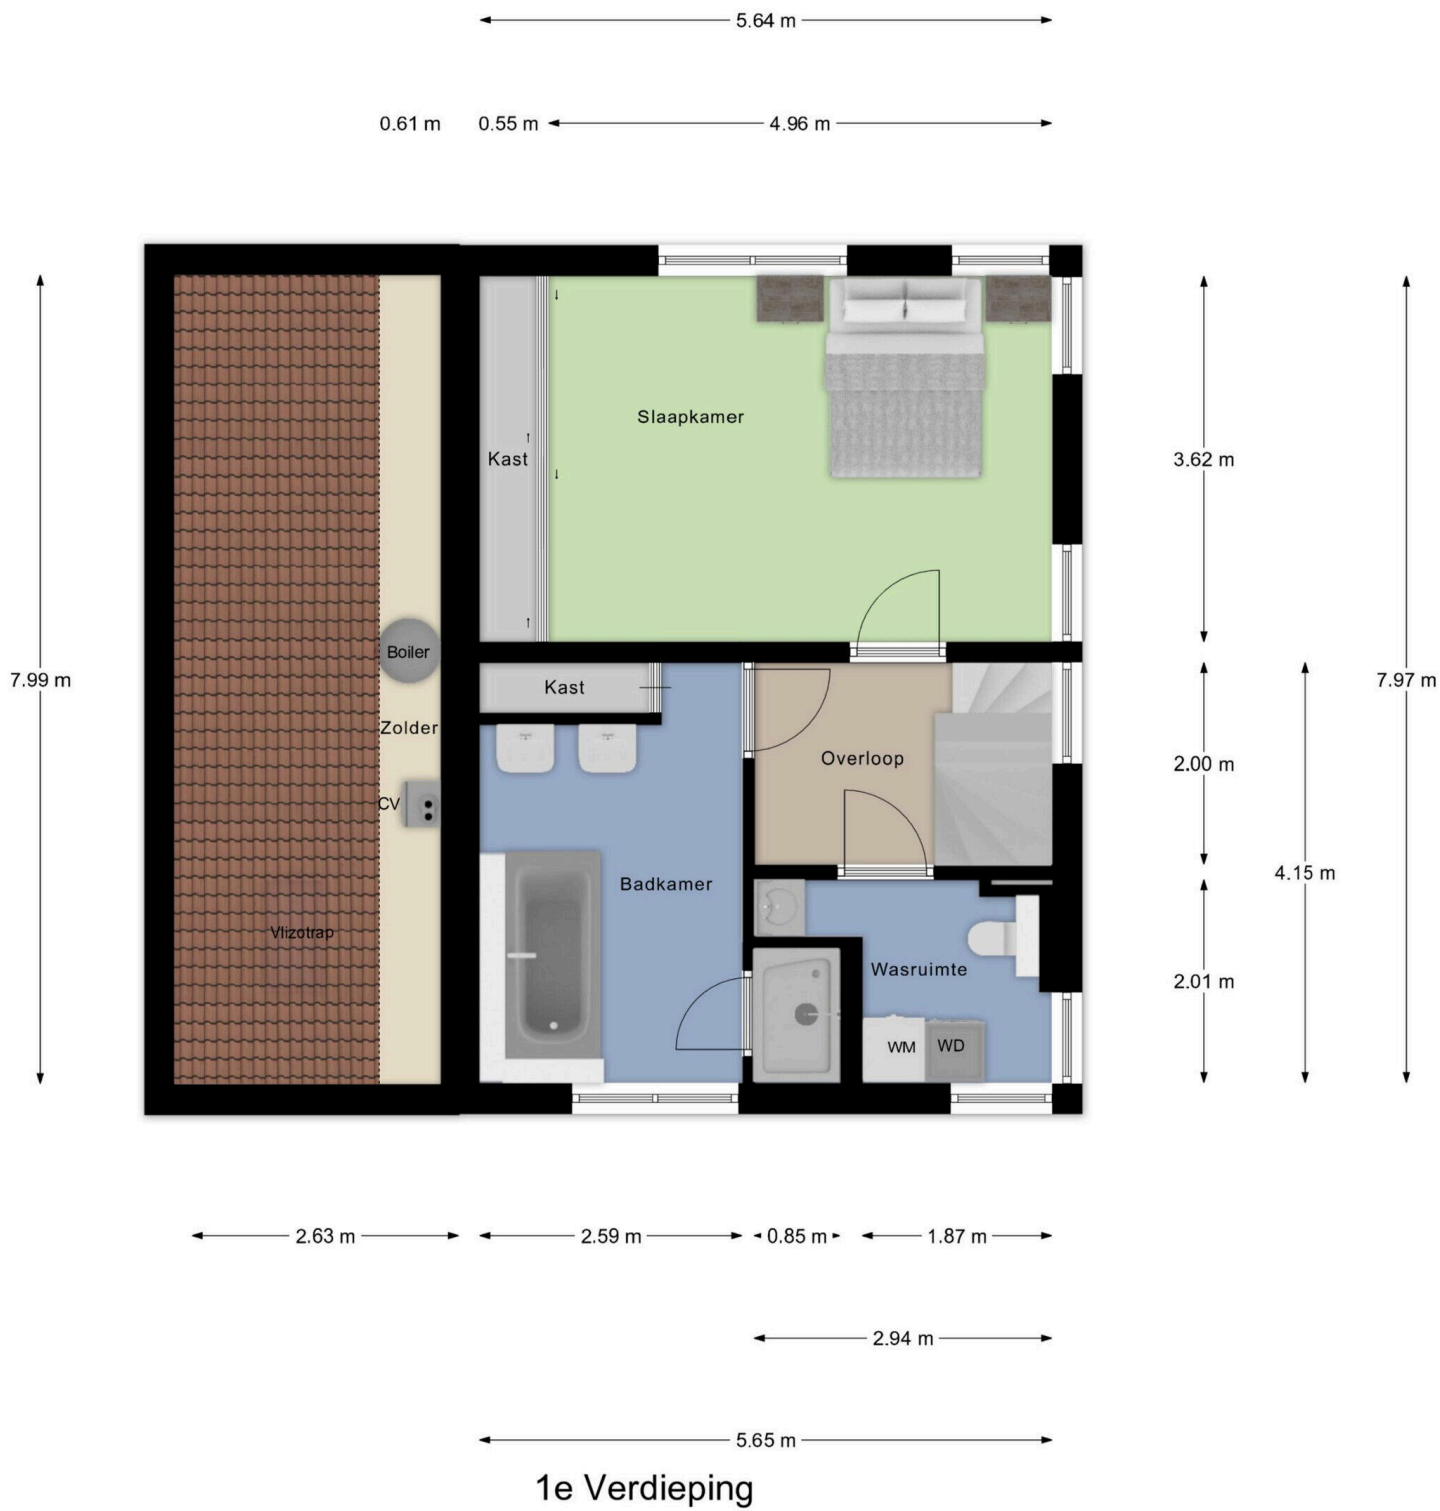 5.64 m
0.61 m 0.55 m 4.96 m
Slaapkamer
Kast
3.62 m
Boiler
7.99 m
7.97 m
Kast
Zolder
Overloop
2.00 m
CV
4.15 m
Badkamer
Vlizotrap
Wasruimte
2.01 m
WM WD
2.63 m 2.59 m 0.85 m 1.87 m
2.94 m
5.65 m
1e Verdieping